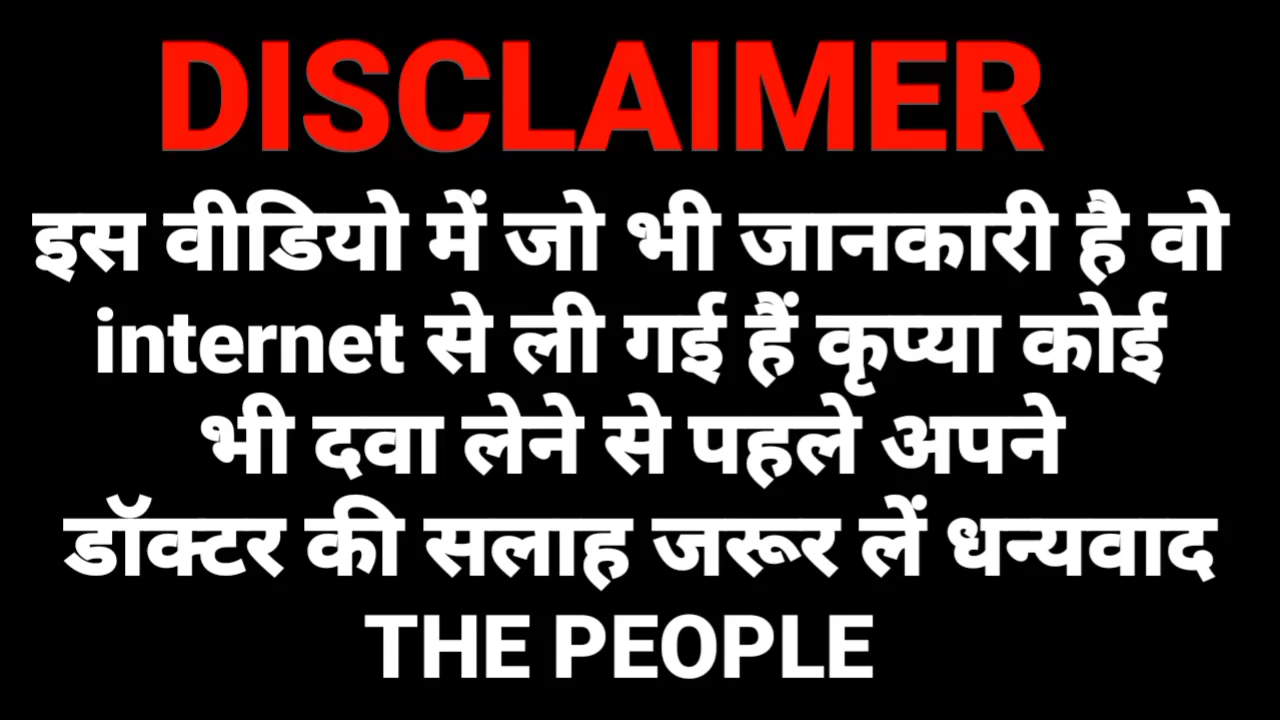 DISCLAIMER
इस वीडियो में जो भी जानकारी है वो
internet से ली गई हैं कृप्या कोई
भी दवा लेने से पहले अपने
डॉक्टर की सलाह जरूर लें धन्यवाद
THE PEOPLE